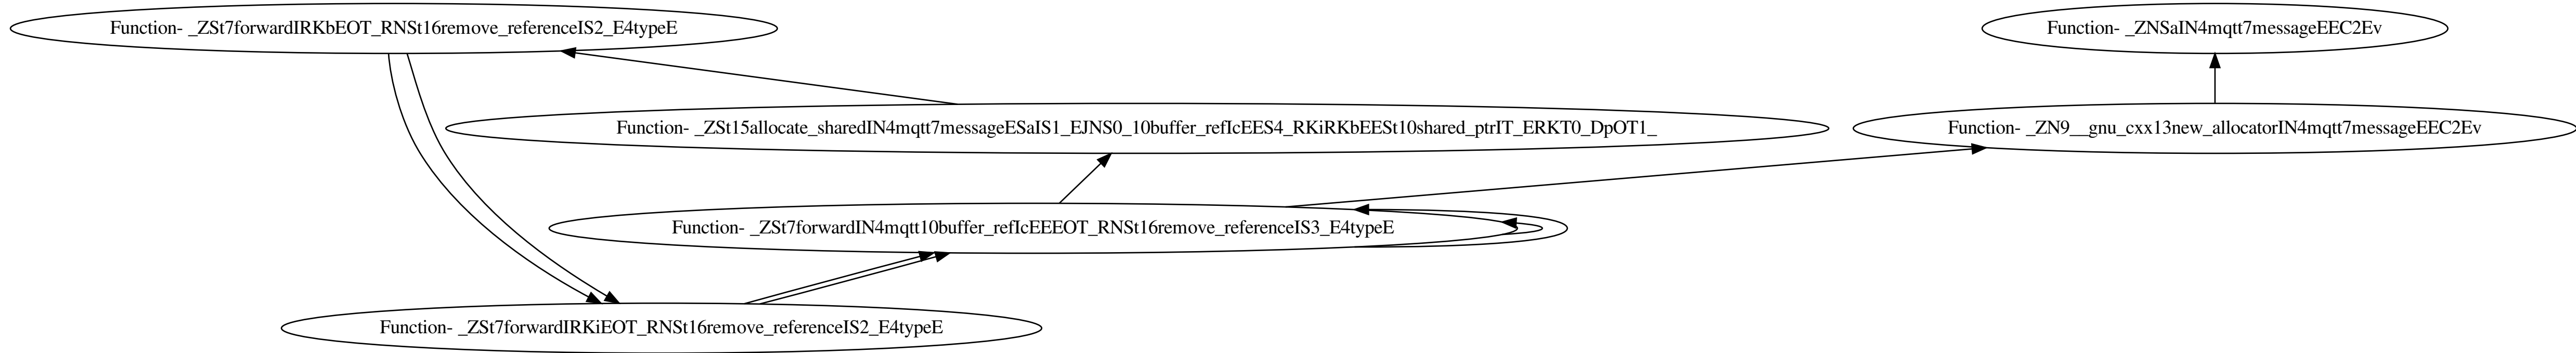 Function- _ZSt7forwardIRKbEOT_RNSt16remove_referenceIS2_E4typeE
Function- _ZNSaIN4mqtt7messageEEC2Ev
Function- _ZSt15allocate_sharedIN4mqtt7messageESaIS1_EJNS0_10buffer_refIcEES4_RKiRKbEESt10shared_ptrIT_ERKT0_DpOT1_
Function- _ZN9__gnu_cxx13new_allocatorIN4mqtt7messageEEC2Ev
Function- _ZSt7forwardIN4mqtt10buffer_refIcEEEOT_RNSt16remove_referenceIS3_E4typeE
Function- _ZSt7forwardIRKiEOT_RNSt16remove_referenceIS2_E4typeE